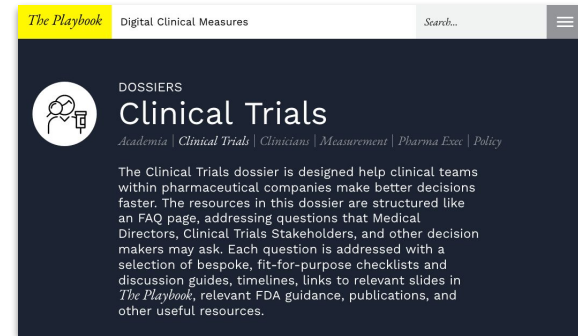 The Playbook Digital Clinical Measures Search...
DOSSIERS
Clinical Trials
Academia | Clinical Trials | Clinicians | Measurement | Pharma Exec | Policy
The Clinical Trials dossier is designed help clinical teams
within pharmaceutical companies make better decisions
faster. The resources in this dossier are structured like
an FAQ page, addressing questions that Medical
Directors, Clinical Trials Stakeholders, and other decision
makers may ask. Each question is addressed with a
selection of bespoke, fit-for-purpose checklists and
discussion guides, timelines, links to relevant slides in
The Playbook, relevant FDA guidance, publications, and
other useful resources.